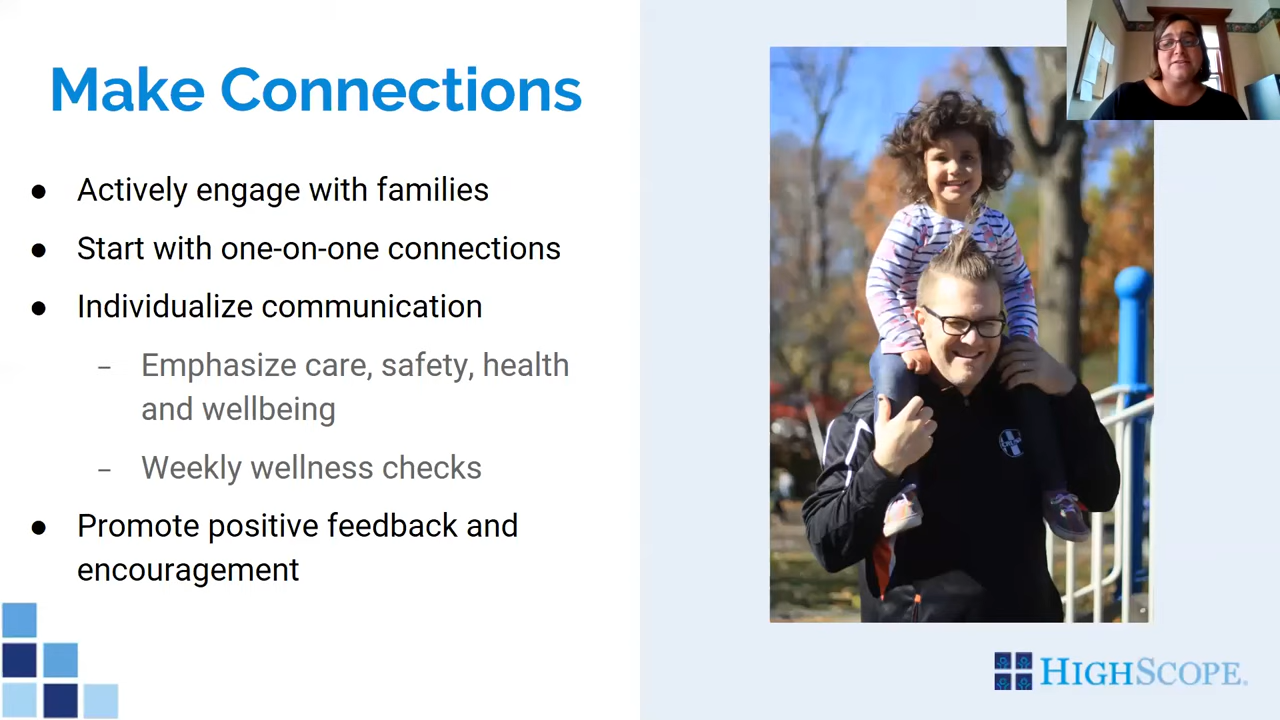 Make Connections
● Actively engage with families
● Start with one-on-one connections
● Individualize communication
– Emphasize care, safety, health
and wellbeing
– Weekly wellness checks
● Promote positive feedback and
encouragement
HIGHSCOPE®